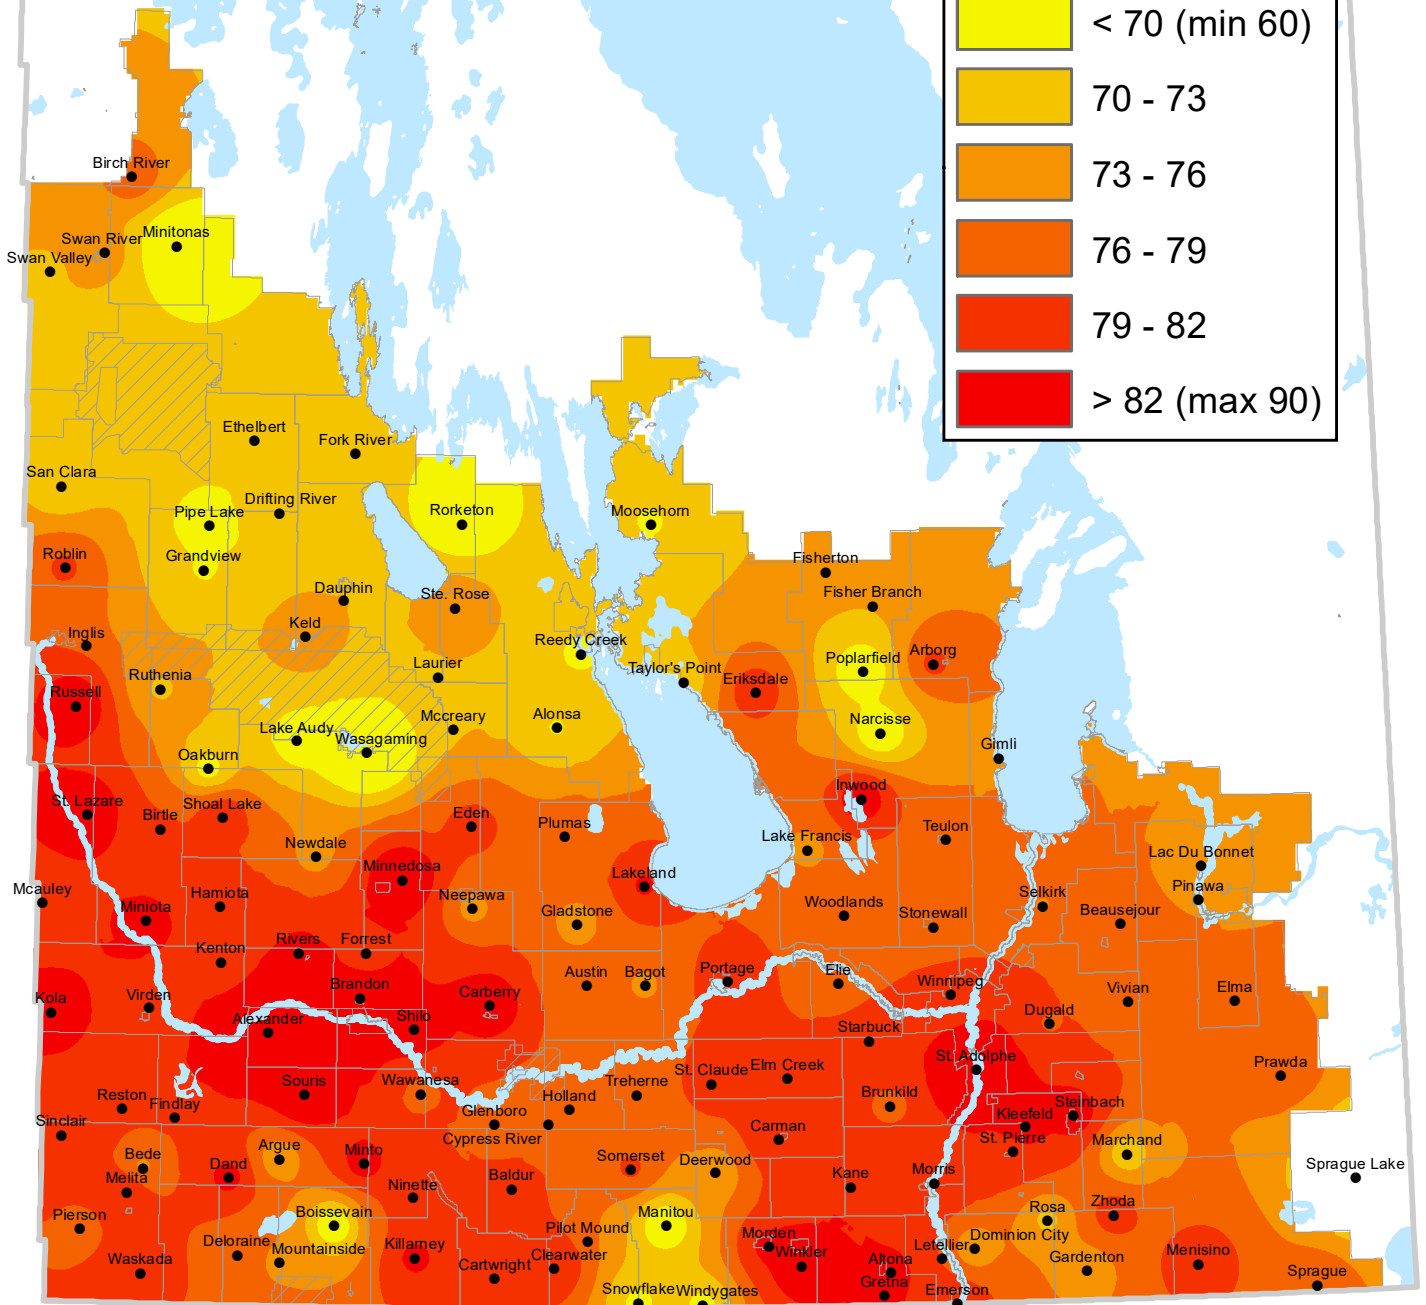 < 70 (min 60)
70 - 73
73 - 76
76 - 79
79 - 82
> 82 (max 90)
Birch River
Swan River
Minitonas
Swan Valley
Ethelbert
Fork River
San Clara
Drifting River
Pipe Lake
Rorketon
Moosehorn
Roblin
Grandview
Fisherton
Dauphin
Ste. Rose
Fisher Branch
Keld
Inglis
Reedy Creek
Arborg
Poplarfield
Laurier
Taylor's Point
Ruthenia
Eriksdale
Russell
Mccreary
Alonsa
Narcisse
Lake Audy
Wasagaming
Gimli
Oakburn
Inwood
St. Lazare
Shoal Lake
Birtle
Eden
Plumas
Teulon
Lake Francis
Newdale
Lac Du Bonnet
Minnedosa
Lakeland
Mcauley
Pinawa
Hamiota
Neepawa
Selkirk
Miniota
Gladstone
Woodlands
Stonewall
Beausejour
Rivers
Forrest
Kenton
Portage
Elie
Austin
Bagot
Winnipeg
Brandon
Carberry
Vivian
Elma
Kola
Virden
Dugald
Alexander
Shilo
Starbuck
St. Adolphe
Prawda
St. Claude
Elm Creek
Souris
Wawanesa
Treherne
Reston
Findlay
Holland
Brunkild
Steinbach
Glenboro
Kleefeld
Sinclair
Cypress River
Carman
St. Pierre
Marchand
Argue
Bede
Minto
Somerset
Deerwood
Dand
Sprague Lake
Melita
Baldur
Kane
Morris
Ninette
Pierson
Boissevain
Manitou
Rosa
Zhoda
Pilot Mound
Morden
Dominion City
Deloraine
Mountainside
Killarney
Winkler
Letellier
Menisino
Waskada
Clearwater
Altona
Gardenton
Cartwright
Gretna
Sprague
Snowflake
Windygates
Emerson